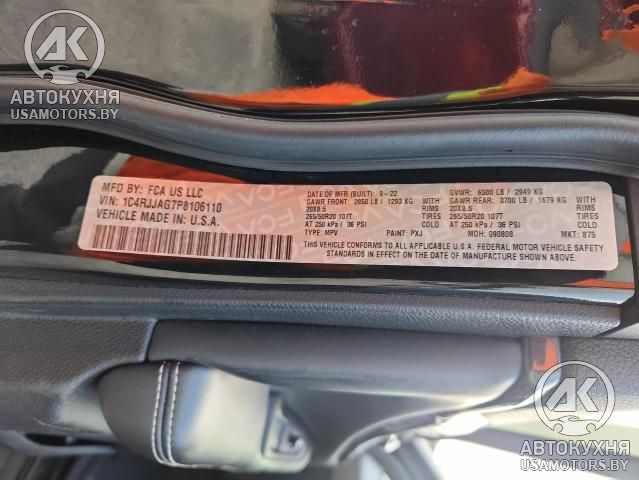 АК
АВТОКУХНЯ
USAMOTORS.BY
MFD BY: FCA US LLC
VIN: 1C4RJJAG7P8106110
VEHICLE MADE IN U.S.A.
DATE OF MFR (BUILT): 9-22 GVWR: 6500 LB / 2949 KG
GAWR FRONT: 2850 LB / 1293 KG WITH GAWR REAR: 3700 LB / 1679 KG WITH
20X8.5 RIMS 20X8.5 RIMS
265/50R20 107T TIRES 265/50R20 107T TIRES
AT 250 kPa / 36 PSI COLD AT 250 kPa / 36 PSI COLD
TYPE: MPV PAINT: PXJ MDH: 090808 MKT: 875
THIS VEHICLE CONFORMS TO ALL APPLICABLE U.S.A. FEDERAL MOTOR VEHICLE SAFETY
STANDARDS IN EFFECT ON THE DATE OF MANUFACTURE SHOWN ABOVE.
АК
АВТОКУХНЯ
USAMOTORS.BY